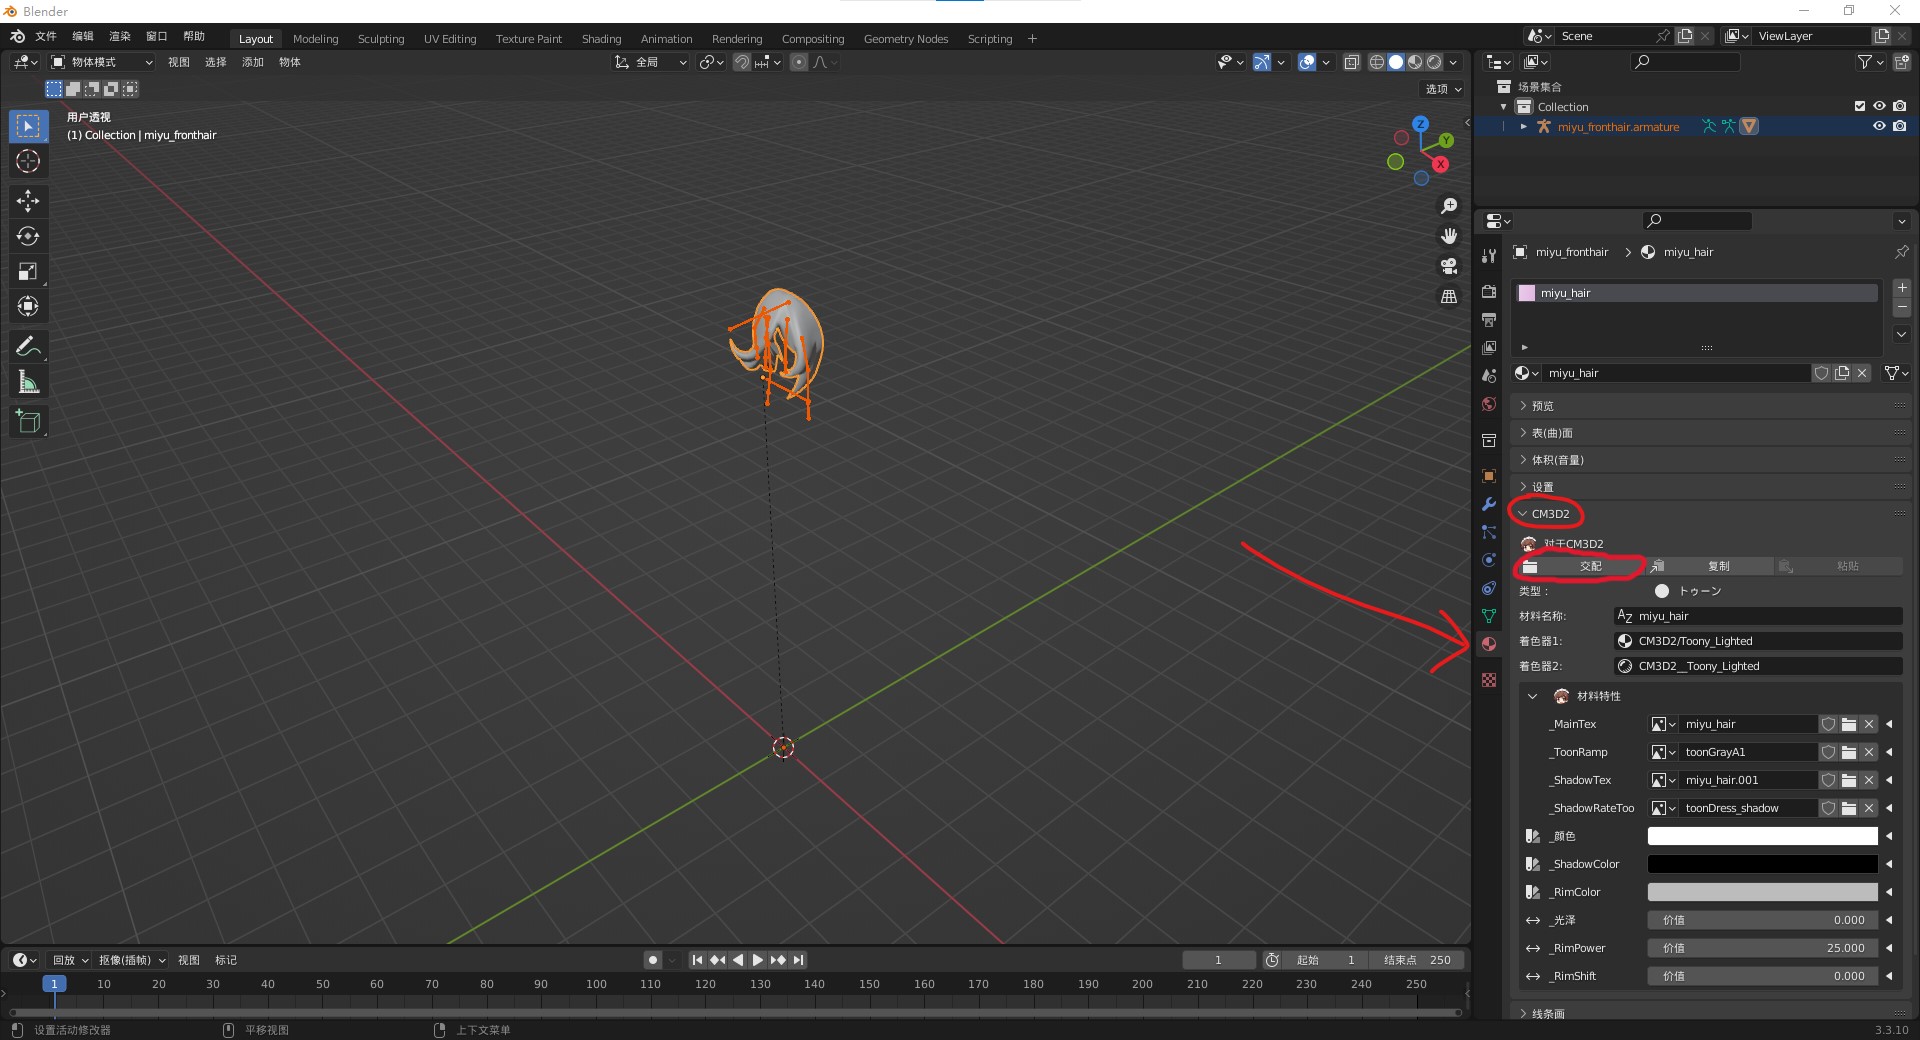 Blender
文件 编辑 渲染 窗口 帮助 Layout Modeling Sculpting UV Editing Texture Paint Shading Animation Rendering Compositing Geometry Nodes Scripting + Scene ViewLayer
物体模式 视图 选择 添加 物体 全局
选项
用户透视
(1) Collection | miyu_fronthair
Z
Y
X
场景集合
Collection
miyu_fronthair.armature
miyu_fronthair > miyu_hair
miyu_hair
miyu_hair
预览
表(曲)面
体积(音量)
设置
CM3D2
对于CM3D2
交配 复制 粘贴
类型 : トゥーン
材料名称: miyu_hair
着色器1: CM3D2/Toony_Lighted
着色器2: CM3D2__Toony_Lighted
材料特性
_MainTex miyu_hair
_ToonRamp toonGrayA1
_ShadowTex miyu_hair.001
_ShadowRateToo toonDress_shadow
_颜色
_ShadowColor
_RimColor
_光泽 价值 0.000
_RimPower 价值 25.000
_RimShift 价值 0.000
线条画
回放 抠像(插帧) 视图 标记 1 起始 1 结束点 250
1 10 20 30 40 50 60 70 80 90 100 110 120 130 140 150 160 170 180 190 200 210 220 230 240 250
设置活动修改器 平移视图 上下文菜单 3.3.10